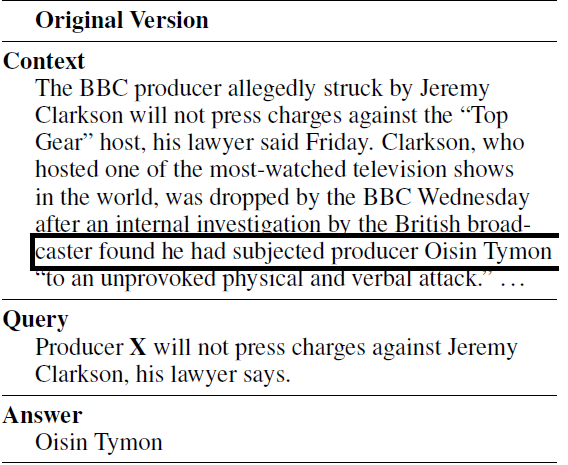 Original Version
Context
The BBC producer allegedly struck by Jeremy
Clarkson will not press charges against the “Top
Gear” host, his lawyer said Friday. Clarkson, who
hosted one of the most-watched television shows
in the world, was dropped by the BBC Wednesday
after an internal investigation by the British broad-
caster found he had subjected producer Oisin Tymon
“to an unprovoked physical and verbal attack.” ...
Query
Producer X will not press charges against Jeremy
Clarkson, his lawyer says.
Answer
Oisin Tymon